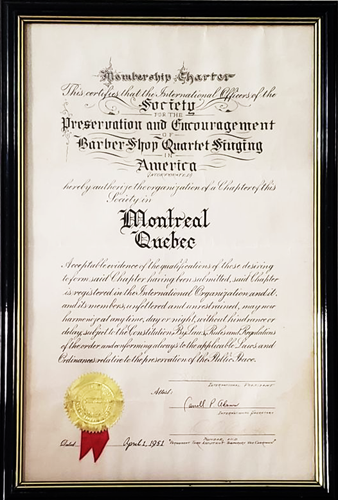 Membership Charter
This certifies that the International Officers of the
Society
FOR THE
Preservation and Encouragement
OF
Barber Shop Quartet Singing
IN
America
(INCORPORATED)
hereby authorize the organization of a Chapter of this
Society in
Montreal
Quebec
Acceptable evidence of the qualifications of those desiring
to form said Chapter having been submitted, said Chapter
is registered in the International Organization and it
and its members, unfettered and unrestrained, may now
harmonize at any time, day or night, without hindrance or
delay, subject to the Constitution, By-Laws, Rules and Regulations
of the order and conforming always to the applicable Laws and
Ordinances relative to the preservation of the Public Peace.
INTERNATIONAL PRESIDENT
Attest:
INTERNATIONAL SECRETARY
Dated April 1, 1951